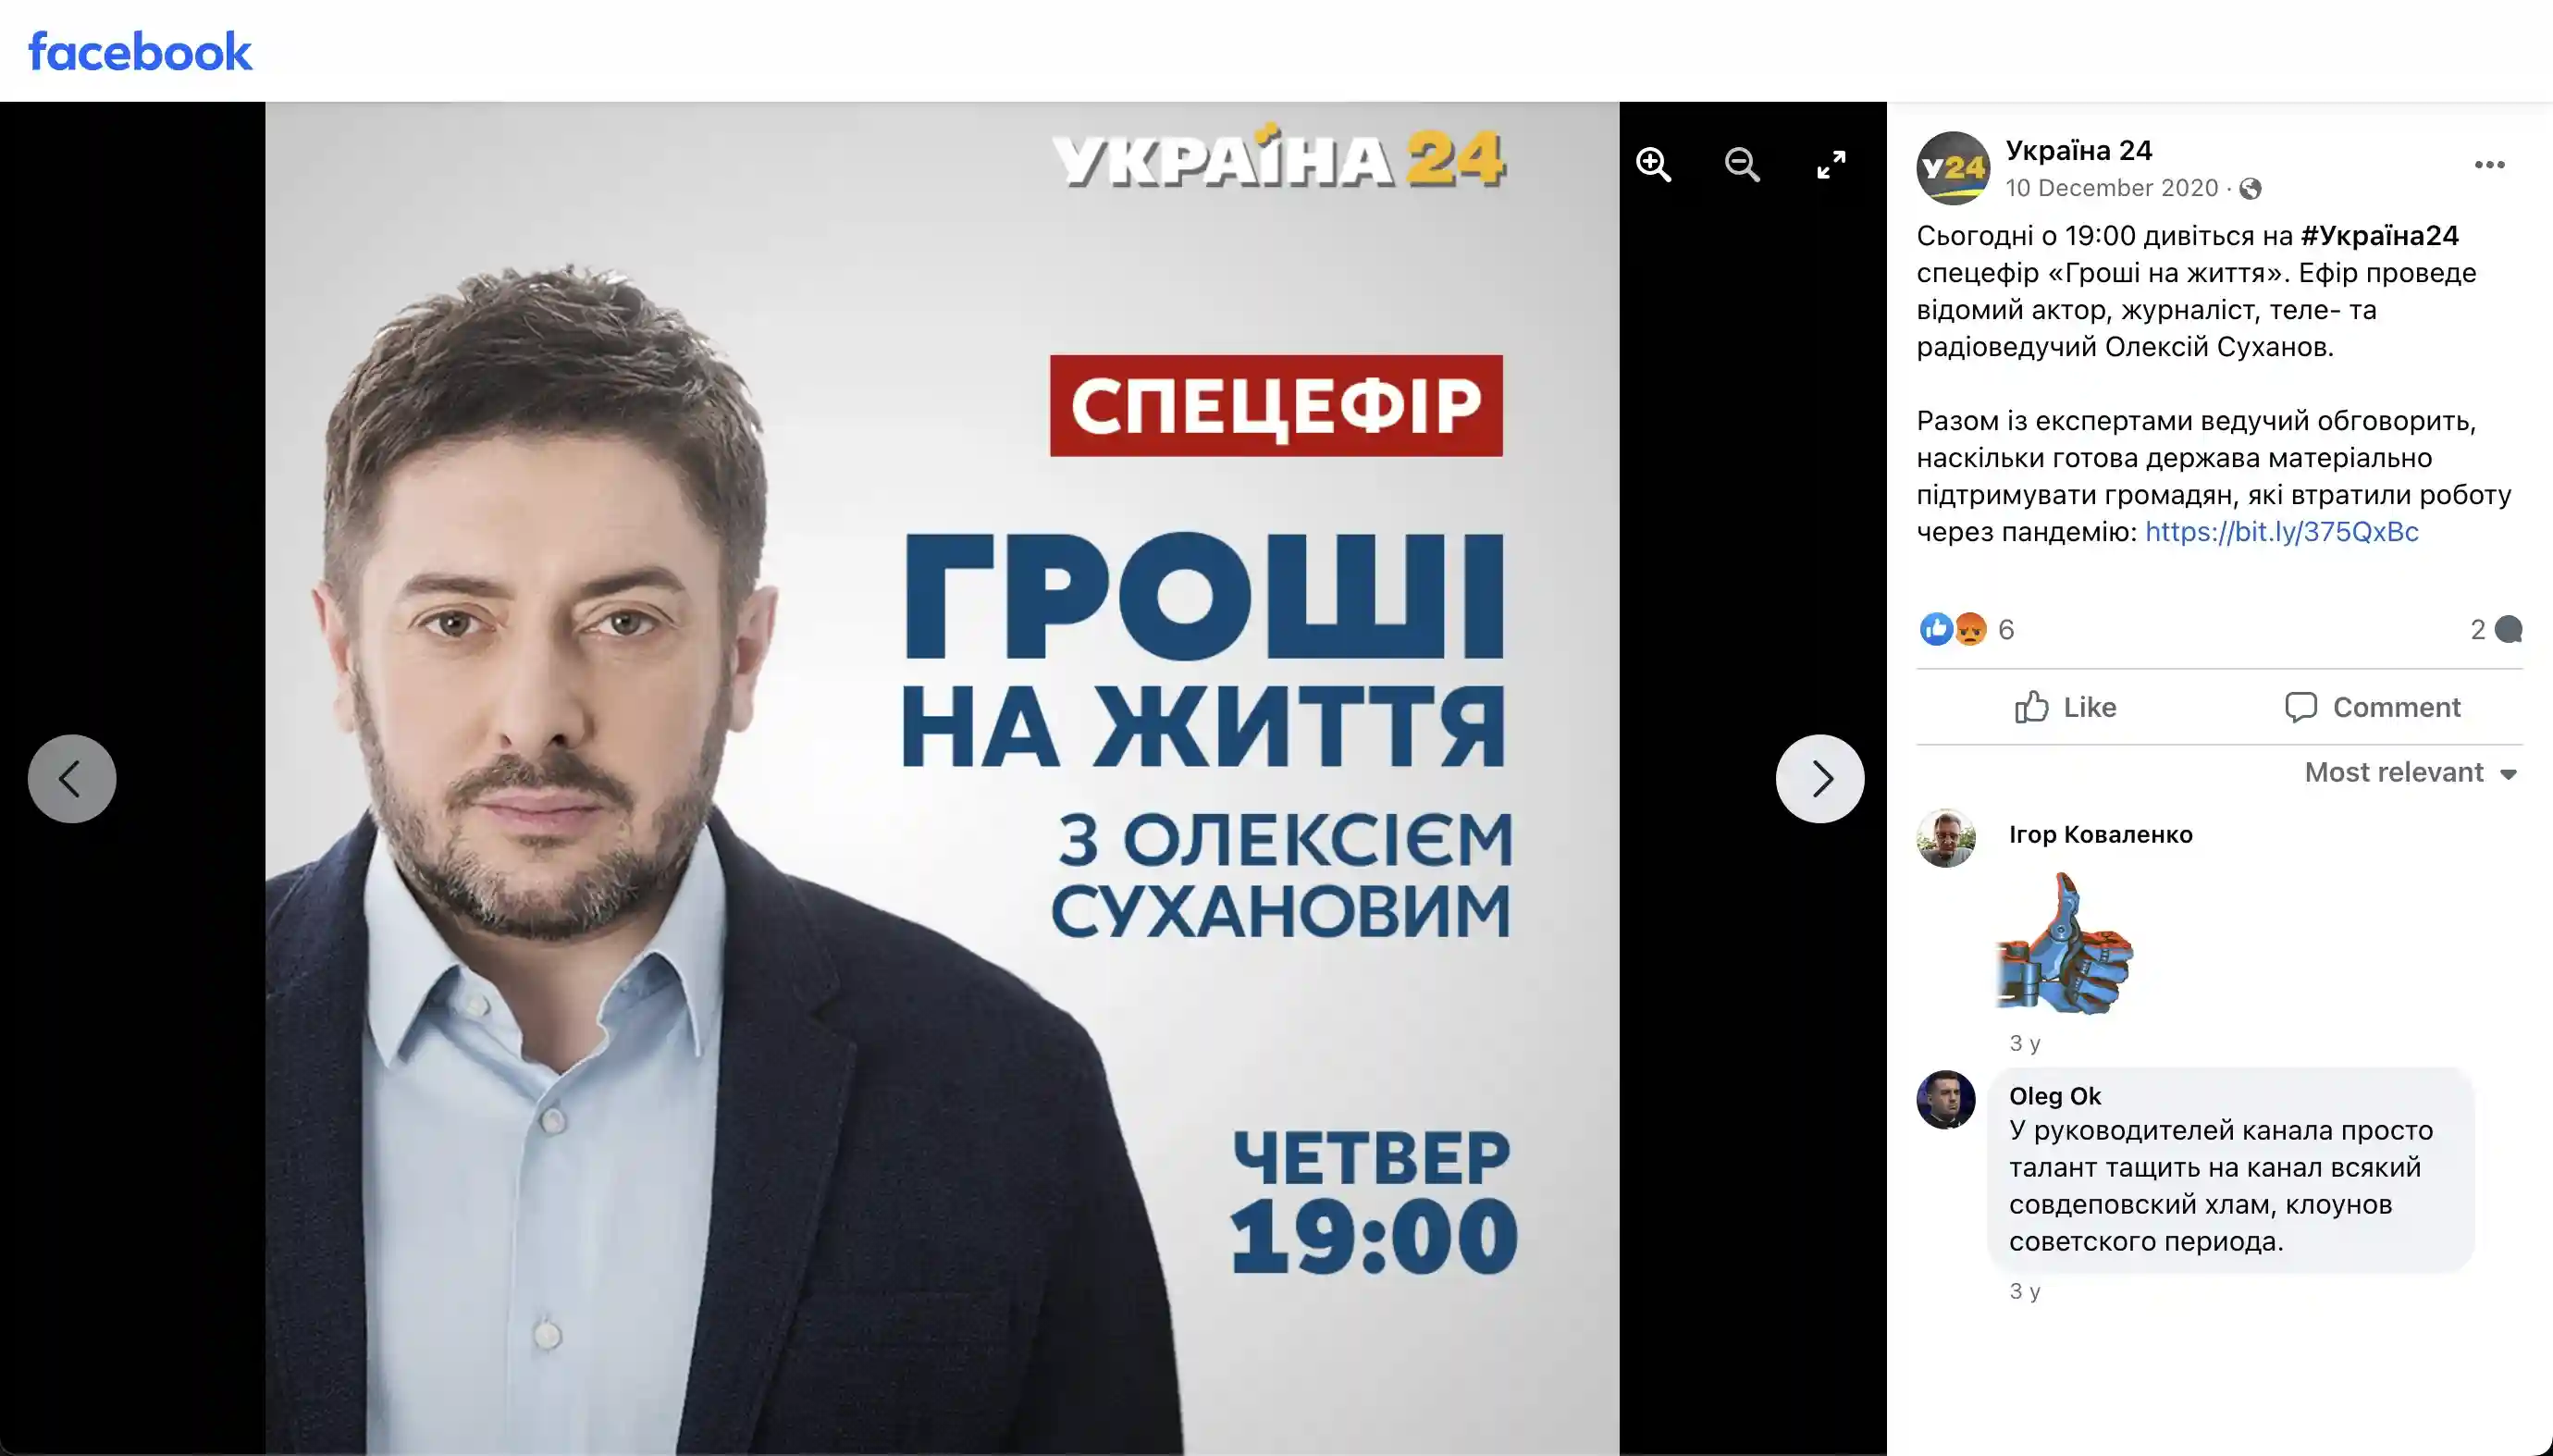 facebook
УКРАЇНА 24
СПЕЦЕФІР
ГРОШІ
НА ЖИТТЯ
З ОЛЕКСІЄМ
СУХАНОВИМ
ЧЕТВЕР
19:00
У24
Україна 24
10 December 2020 ·
Сьогодні о 19:00 дивіться на #Україна24
спецефір «Гроші на життя». Ефір проведе
відомий актор, журналіст, теле- та
радіоведучий Олексій Суханов.
Разом із експертами ведучий обговорить,
наскільки готова держава матеріально
підтримувати громадян, які втратили роботу
через пандемію: https://bit.ly/375QxBc
6
2
Like
Comment
Most relevant
Ігор Коваленко
3 y
Oleg Ok
У руководителей канала просто
талант тащить на канал всякий
совдеповский хлам, клоунов
советского периода.
3 y